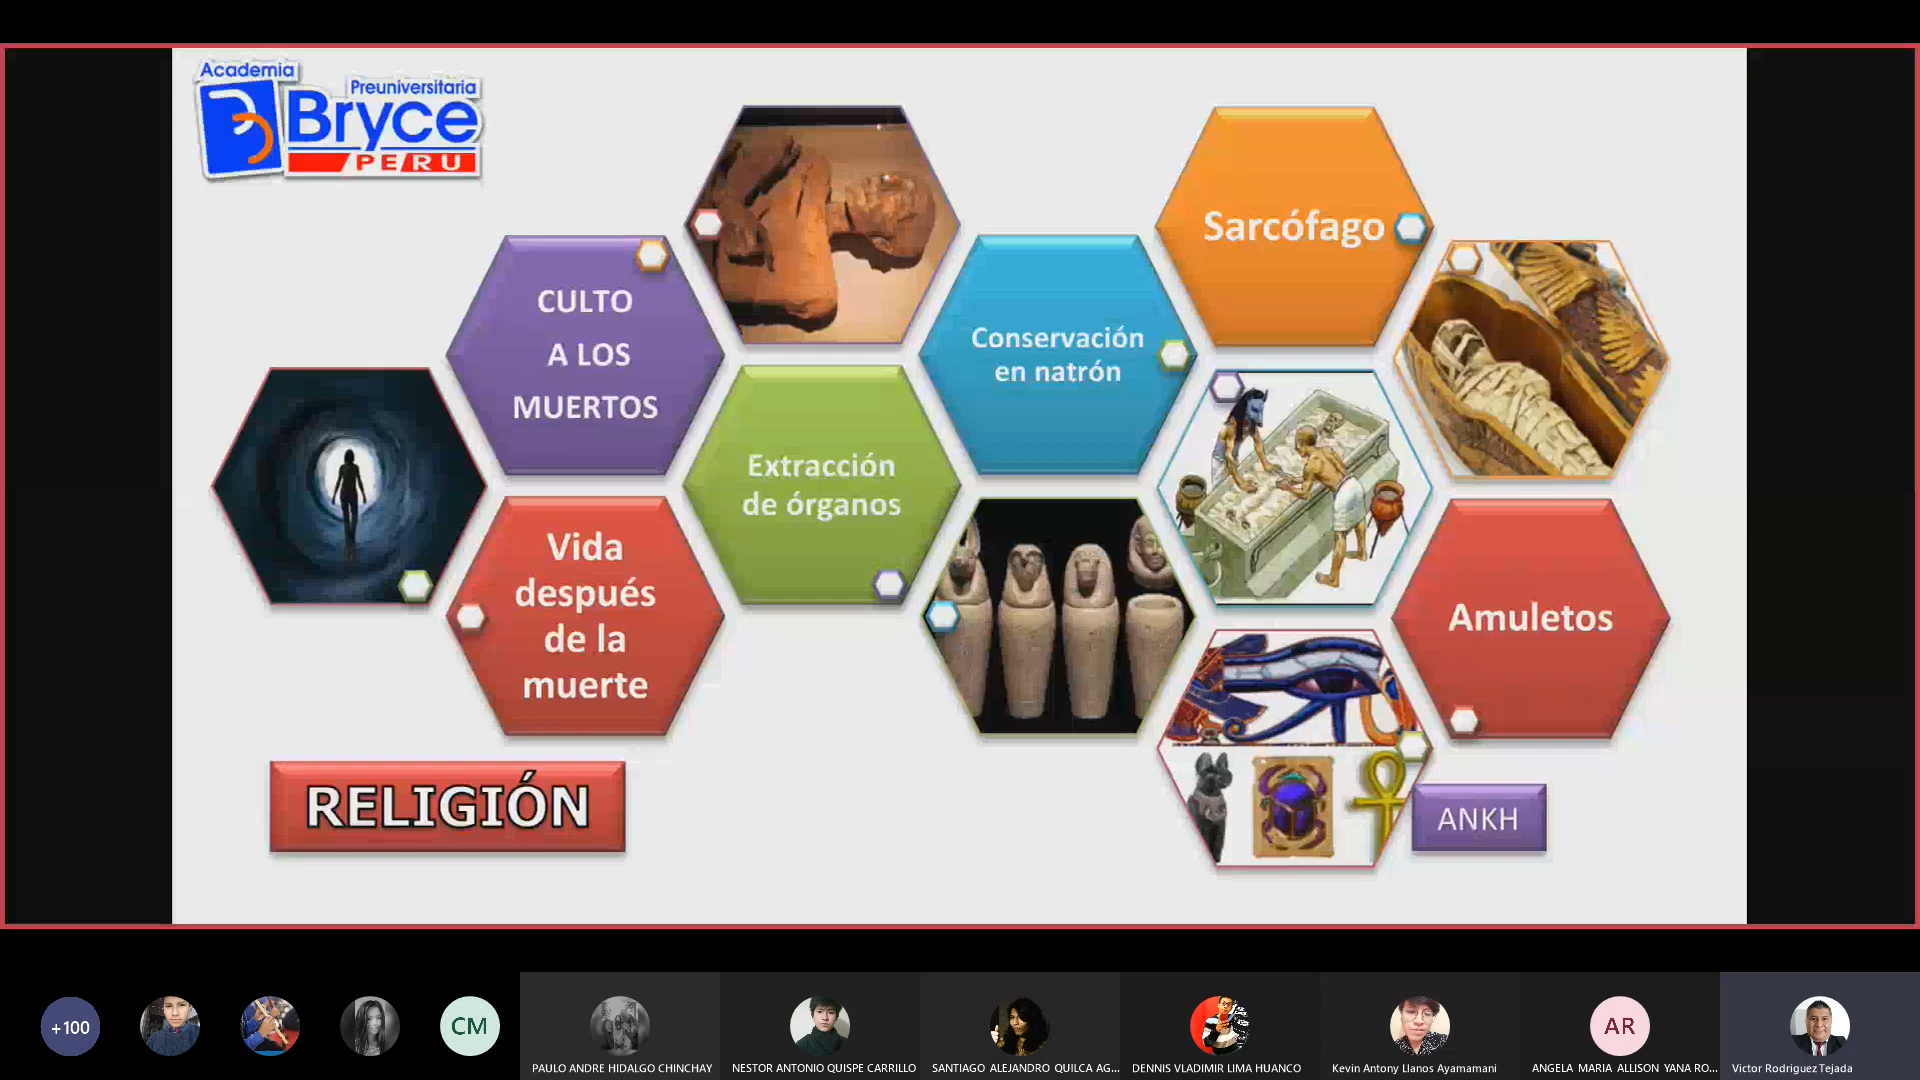 Academia
Preuniversitaria
Bryce
PERU
Sarcófago
CULTO
A LOS
MUERTOS
Conservación
en natrón
Extracción
de órganos
Vida
después
de la
muerte
Amuletos
RELIGIÓN
ANKH
+100
CM
PAULO ANDRE HIDALGO CHINCHAY
NESTOR ANTONIO QUISPE CARRILLO
SANTIAGO ALEJANDRO QUILCA AG...
DENNIS VLADIMIR LIMA HUANCO
Kevin Antony Llanos Ayamamani
AR
ANGELA MARIA ALLISON YANA RO...
Victor Rodriguez Tejada